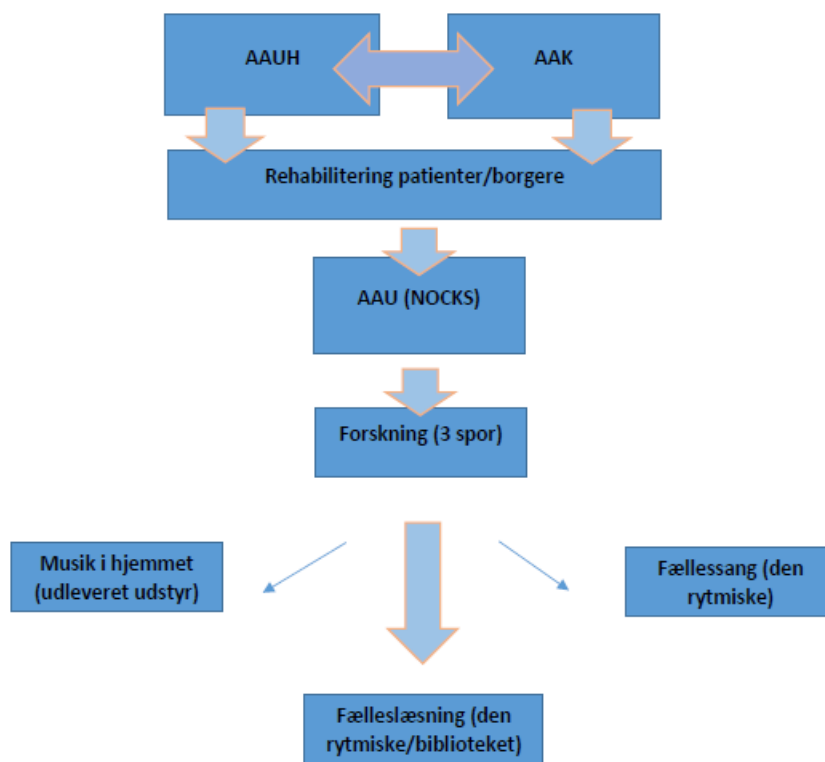 AAUH
AAK
Rehabilitering patienter/borgere
AAU (NOCKS)
Forskning (3 spor)
Musik i hjemmet
(udleveret udstyr)
Fællessang (den
rytmiske)
Fælleslæsning (den
rytmiske/biblioteket)